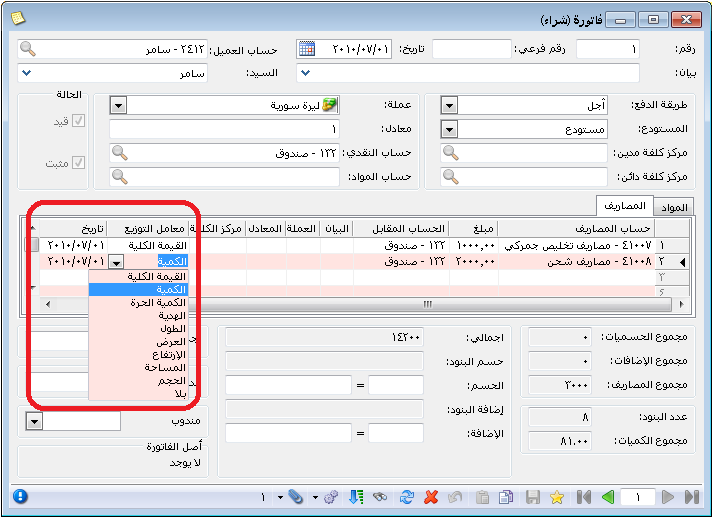 فاتورة (شراء)
رقم: ١ رقم فرعي: تاريخ: ٢٠١٠/٠٧/٠١ حساب العميل: ٢٤١٢ - سامر
بيان: السيد: سامر
طريقة الدفع: آجل
المستودع: مستودع
مركز كلفة مدين:
مركز كلفة دائن:
عملة: ليرة سورية
معادل: ١
حساب النقدي: ١٢٢ - صندوق
حساب المواد:
الحالة
قيد
مثبت
المواد المصاريف
حساب المصاريف مبلغ الحساب المقابل البيان العملة المعادل مركز الكلفة معامل التوزيع تاريخ
١ ٤١٠٠٧ - مصاريف تخليص جمركي ١٠٠٠,٠٠ ١٢٢ - صندوق القيمة الكلية ٢٠١٠/٠٧/٠١
٢ ٤١٠٠٨ - مصاريف شحن ٢٠٠٠,٠٠ ١٢٢ - صندوق الكمية ٢٠١٠/٠٧/٠١
٣
القيمة الكلية
الكمية
الكمية الحرة
الهدية
الطول
العرض
الإرتفاع
المساحة
الحجم
بلا
مجموع الحسميات: ٠
مجموع الإضافات: ٠
مجموع المصاريف: ٣٠٠٠
عدد البنود: ٨
مجموع الكميات: ٨١.٠٠
اجمالي: ١٤٢٠٠
حسم البنود:
الحسم: =
إضافة البنود:
الإضافة: =
مندوب
أصل الفاتورة
لا يوجد
١ ١